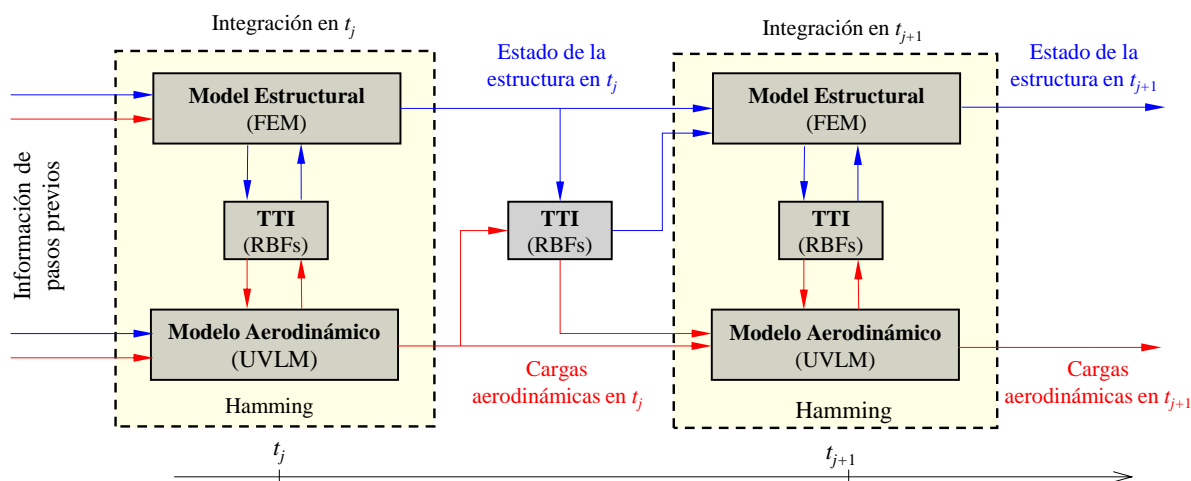 Integración en t_j
Model Estructural
(FEM)
TTI
(RBFs)
Modelo Aerodinámico
(UVLM)
Hamming
Información de
pasos previos
Estado de la
estructura en t_j
TTI
(RBFs)
Cargas
aerodinámicas en t_j
Integración en t_{j+1}
Model Estructural
(FEM)
TTI
(RBFs)
Modelo Aerodinámico
(UVLM)
Hamming
Estado de la
estructura en t_{j+1}
Cargas
aerodinámicas en t_{j+1}
t_j
t_{j+1}